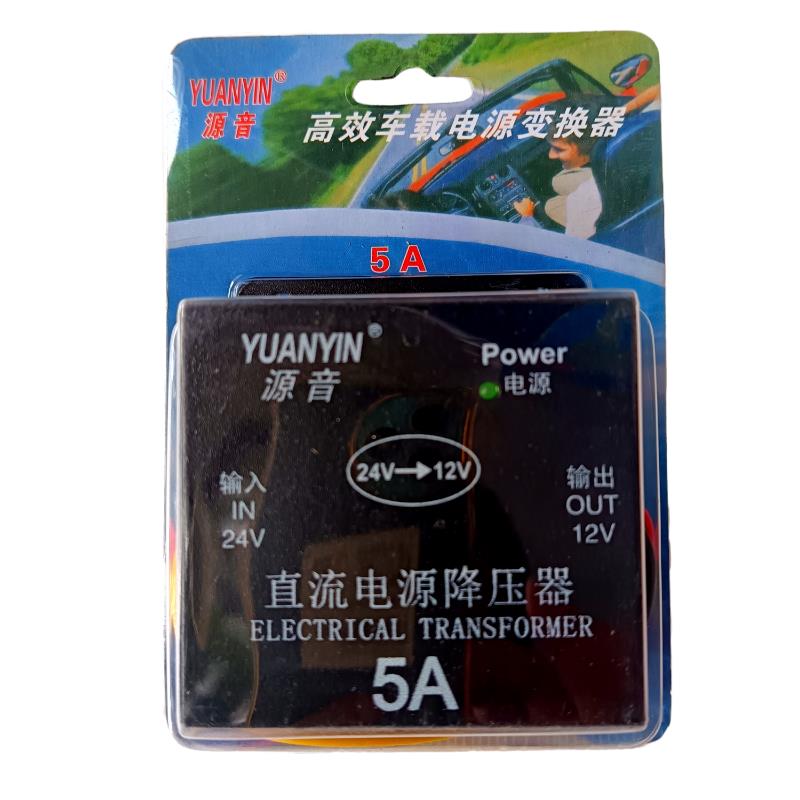 YUANYIN®
源音
高效车载电源变换器
5A
YUANYIN®
源音
Power
电源
24V→12V
输入
IN
24V
输出
OUT
12V
直流电源降压器
ELECTRICAL TRANSFORMER
5A